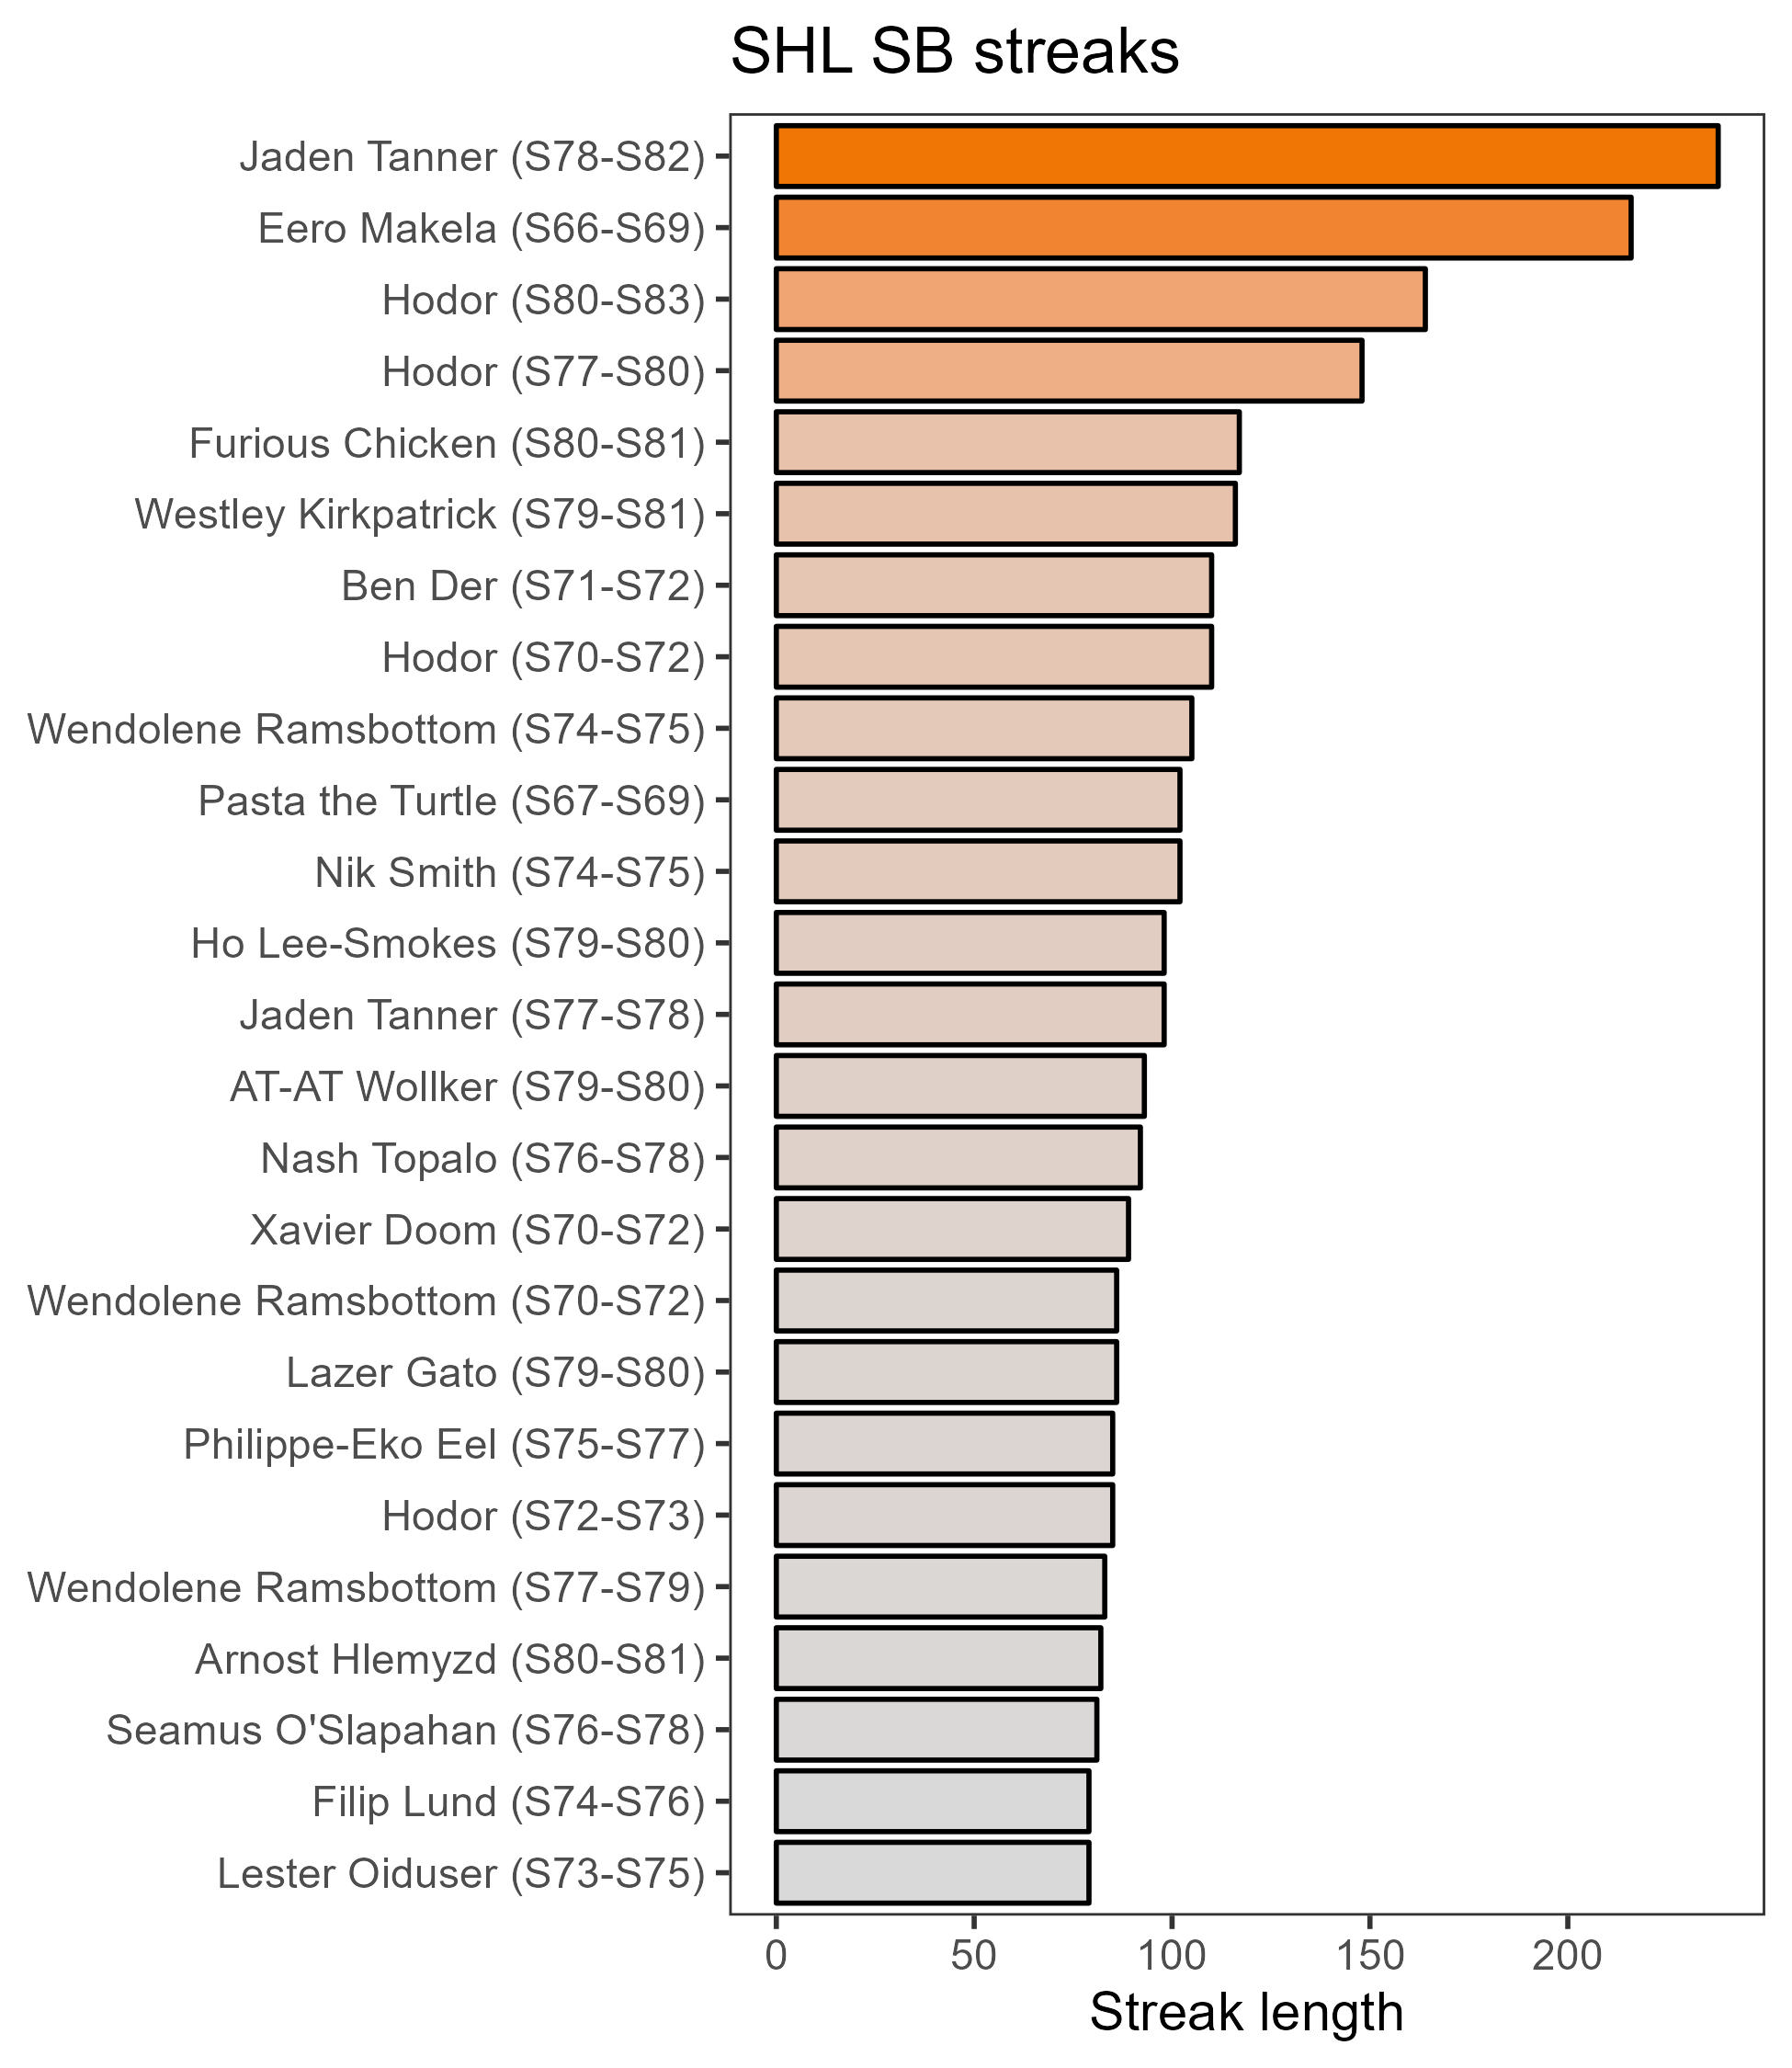 SHL SB streaks
Jaden Tanner (S78-S82)
Eero Makela (S66-S69)
Hodor (S80-S83)
Hodor (S77-S80)
Furious Chicken (S80-S81)
Westley Kirkpatrick (S79-S81)
Ben Der (S71-S72)
Hodor (S70-S72)
Wendolene Ramsbottom (S74-S75)
Pasta the Turtle (S67-S69)
Nik Smith (S74-S75)
Ho Lee-Smokes (S79-S80)
Jaden Tanner (S77-S78)
AT-AT Wollker (S79-S80)
Nash Topalo (S76-S78)
Xavier Doom (S70-S72)
Wendolene Ramsbottom (S70-S72)
Lazer Gato (S79-S80)
Philippe-Eko Eel (S75-S77)
Hodor (S72-S73)
Wendolene Ramsbottom (S77-S79)
Arnost Hlemyzd (S80-S81)
Seamus O'Slapahan (S76-S78)
Filip Lund (S74-S76)
Lester Oiduser (S73-S75)
0 50 100 150 200
Streak length